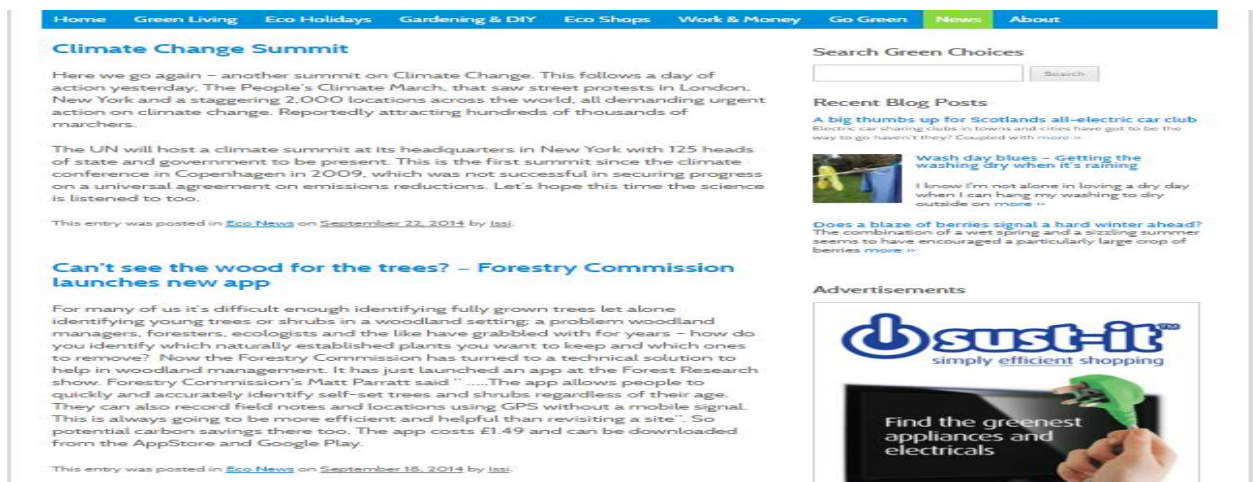 Home Green Living Eco Holidays Gardening & DIY Eco Shops Work & Money Go Green News About
Climate Change Summit
Here we go again – another summit on Climate Change. This follows a day of
action yesterday, The People's Climate March, that saw street protests in London,
New York and a staggering 2,000 locations across the world, all demanding urgent
action on climate change. Reportedly attracting hundreds of thousands of
marchers.
The UN will host a climate summit at its headquarters in New York with 125 heads
of state and government to be present. This is the first summit since the climate
conference in Copenhagen in 2009, which was not successful in securing progress
on a universal agreement on emissions reductions. Let's hope this time the science
is listened to too.
This entry was posted in Eco News on September 22, 2014 by Issi.
Can't see the wood for the trees? – Forestry Commission
launches new app
For many of us it's difficult enough identifying fully grown trees let alone
identifying young trees or shrubs in a woodland setting; a problem woodland
managers, foresters, ecologists and the like have grabbled with for years – how do
you identify which naturally established plants you want to keep and which ones
to remove? Now the Forestry Commission has turned to a technical solution to
help in woodland management. It has just launched an app at the Forest Research
show. Forestry Commission's Matt Parratt said " …..The app allows people to
quickly and accurately identify self-set trees and shrubs regardless of their age.
They can also record field notes and locations using GPS without a mobile signal.
This is always going to be more efficient and helpful than revisiting a site". So
potential carbon savings there too. The app costs £1.49 and can be downloaded
from the AppStore and Google Play.
This entry was posted in Eco News on September 18, 2014 by Issi.
Search Green Choices
Search
Recent Blog Posts
A big thumbs up for Scotlands all-electric car club
Electric car sharing clubs in towns and cities have got to be the
way to go haven't they? Coupled with more »
Wash day blues – Getting the
washing dry when it's raining
I know I'm not alone in loving a dry day
when I can hang my washing to dry
outside on more »
Does a blaze of berries signal a hard winter ahead?
The combination of a wet spring and a sizzling summer
seems to have encouraged a particularly large crop of
berries more »
Advertisements
sust-it™
simply efficient shopping
Find the greenest
appliances and
electricals